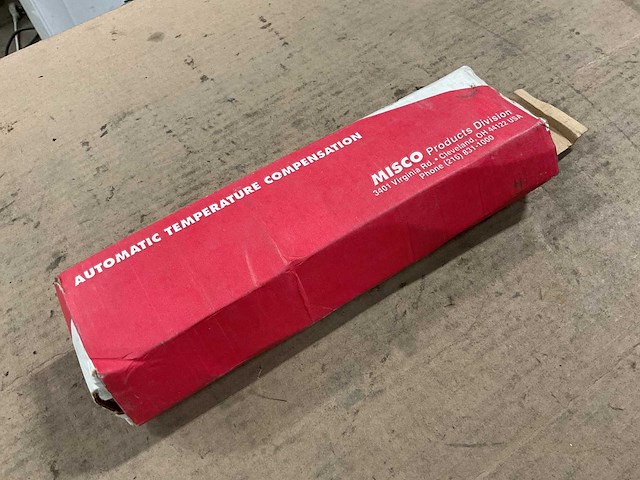 AUTOMATIC TEMPERATURE COMPENSATION
MISCO Products Division
3401 Virginia Rd. • Cleveland, OH 44122 USA
Phone (216) 831-1000